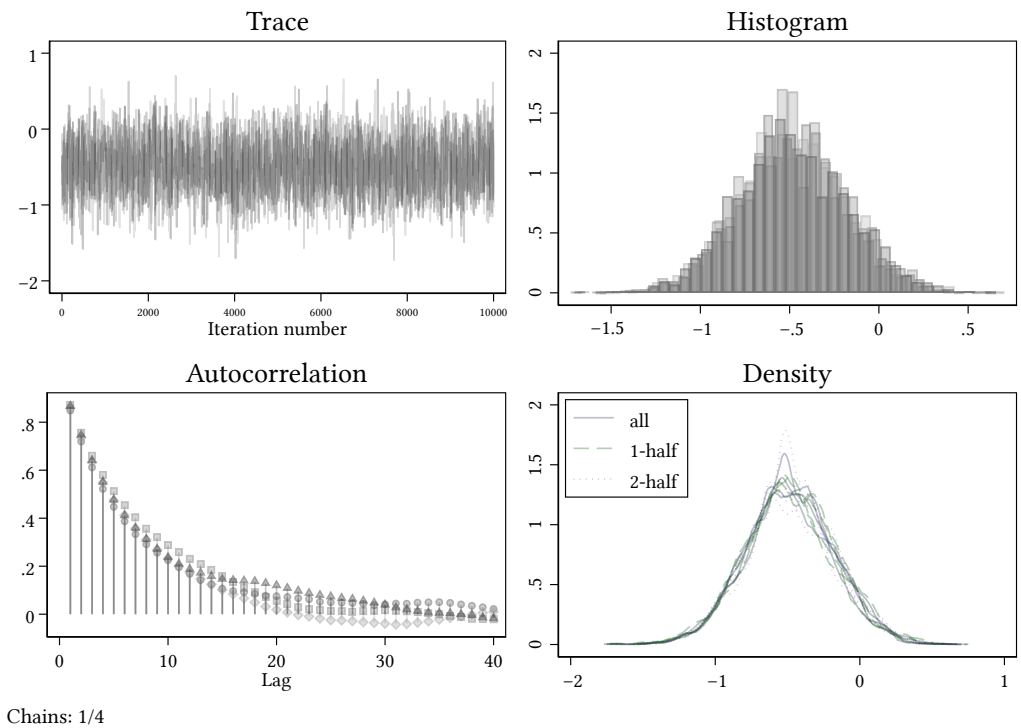 Trace
1
0
−1
−2
0 2000 4000 6000 8000 10000
Iteration number
Histogram
2
1.5
1
.5
0
−1.5 −1 −.5 0 .5
Autocorrelation
.8
.6
.4
.2
0
0 10 20 30 40
Lag
Density
2
1.5
1
.5
0
all
1-half
2-half
−2 −1 0 1
Chains: 1/4